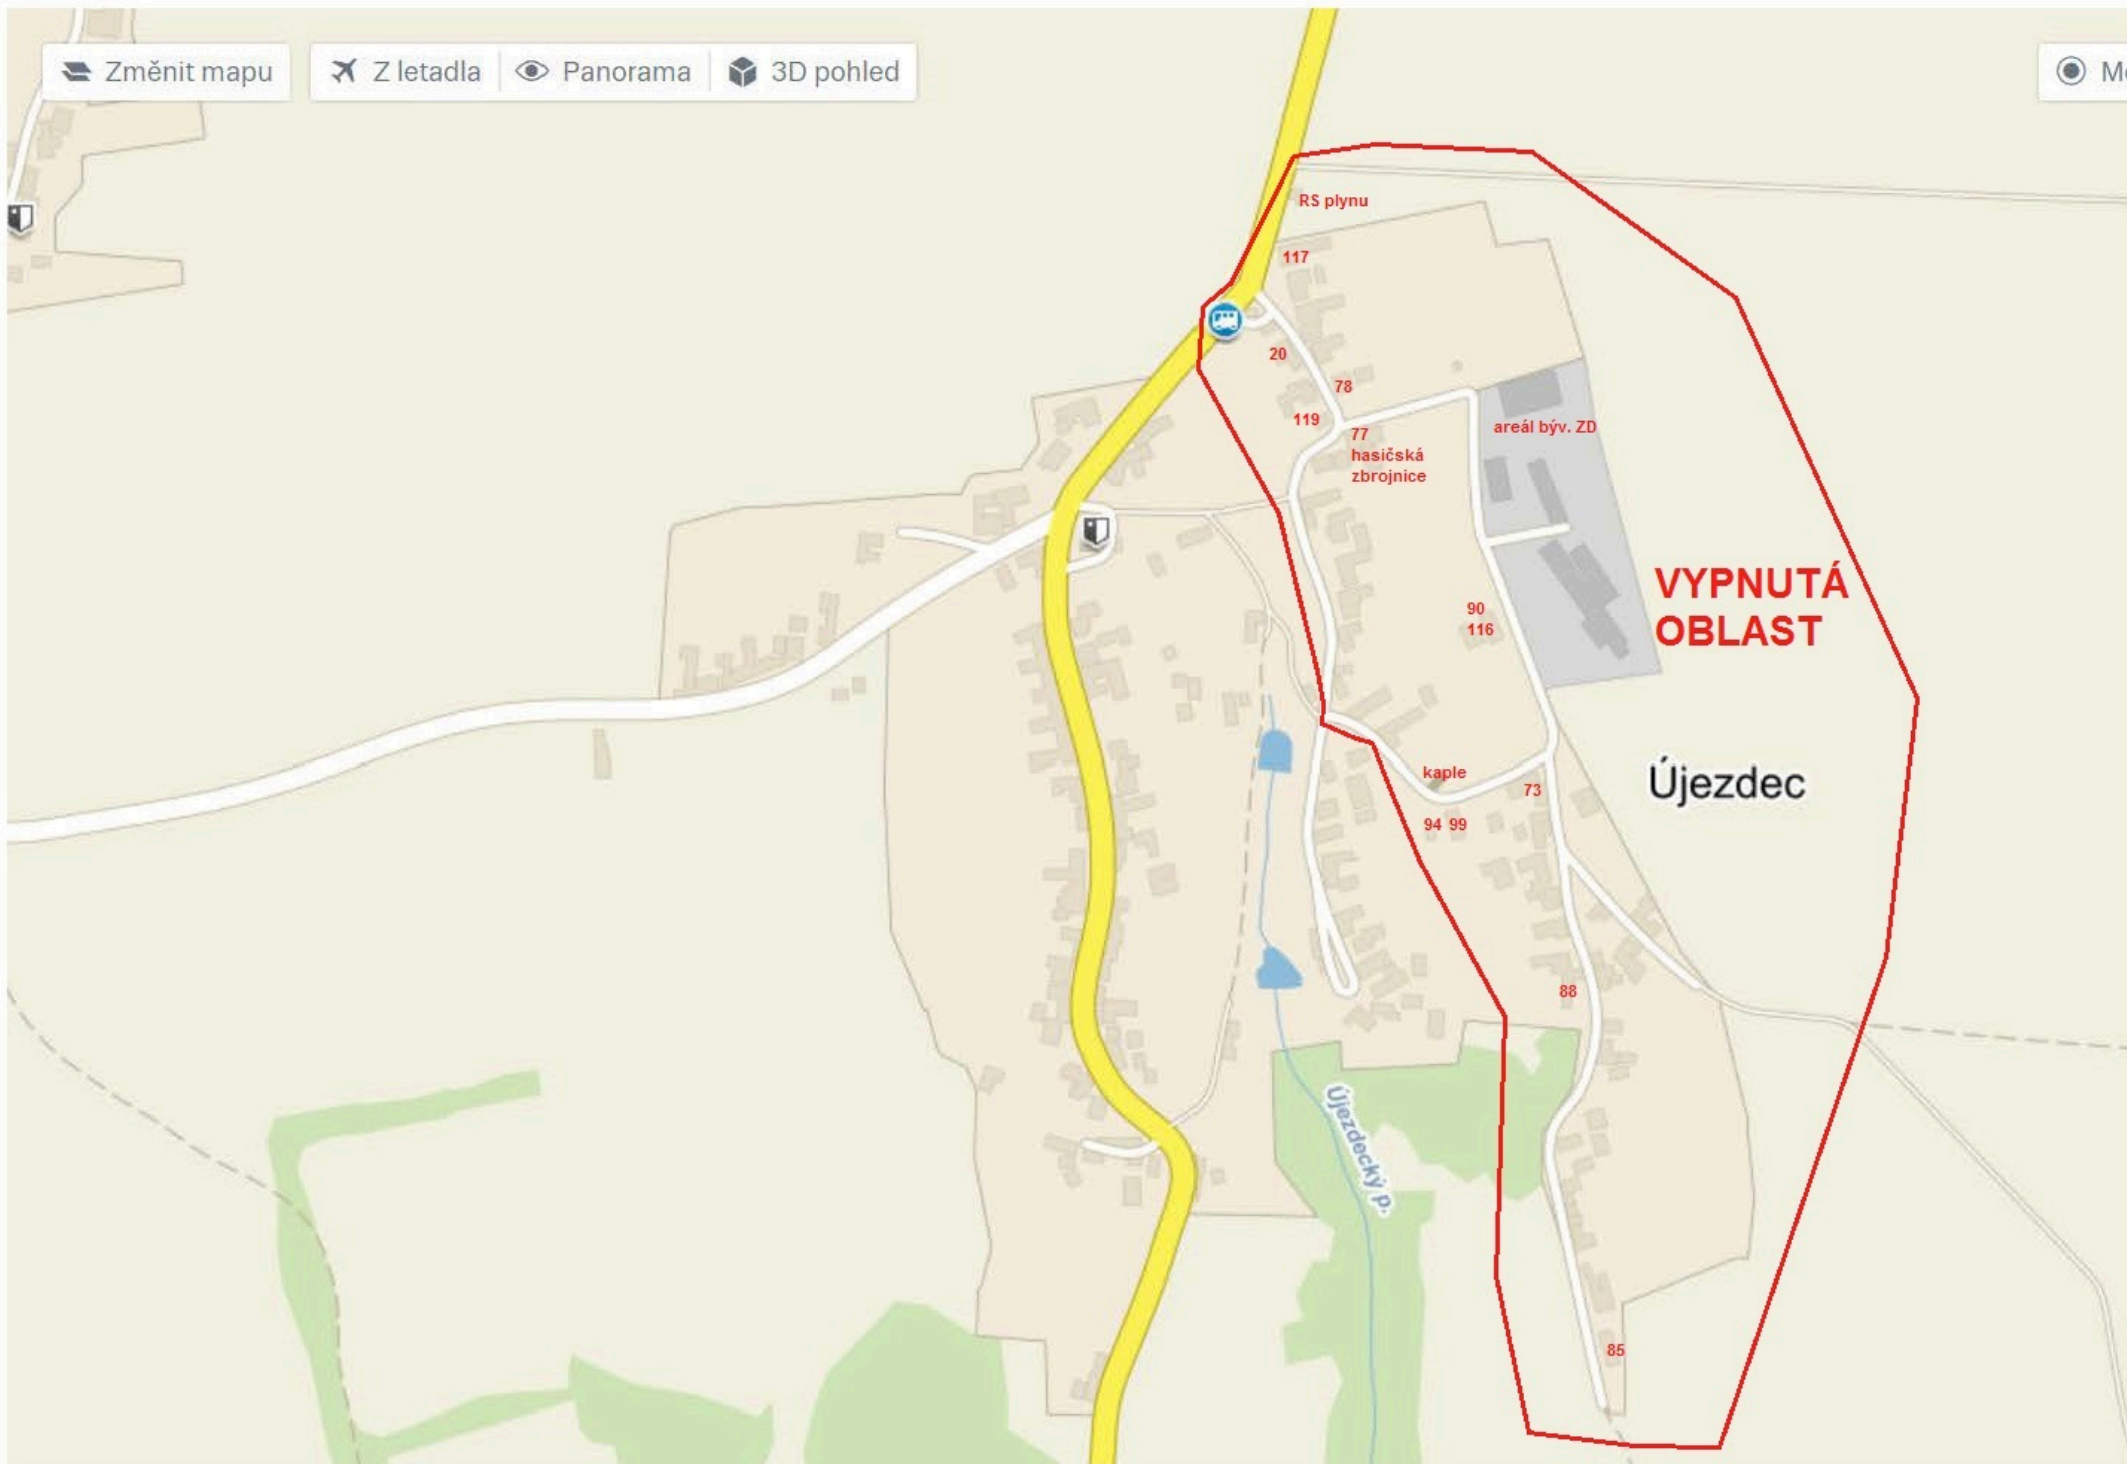 Změnit mapu
Z letadla
Panorama
3D pohled
RS plynu
117
20
78
119
77
hasičská
zbrojnice
areál býv. ZD
VYPNUTÁ
OBLAST
90
116
Újezdec
kaple
73
94 99
88
Újezdecký p.
85